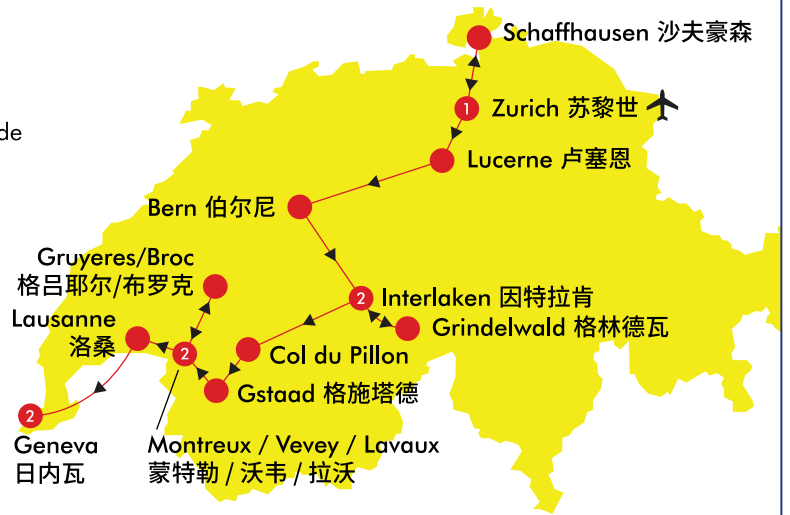 Schaffhausen 沙夫豪森
1
Zurich 苏黎世
de
Lucerne 卢塞恩
Bern 伯尔尼
Gruyeres/Broc
格吕耶尔/布罗克
2
Interlaken 因特拉肯
Lausanne
洛桑
Grindelwald 格林德瓦
2
Col du Pillon
Gstaad 格施塔德
2
Geneva
日内瓦
Montreux / Vevey / Lavaux
蒙特勒 / 沃韦 / 拉沃